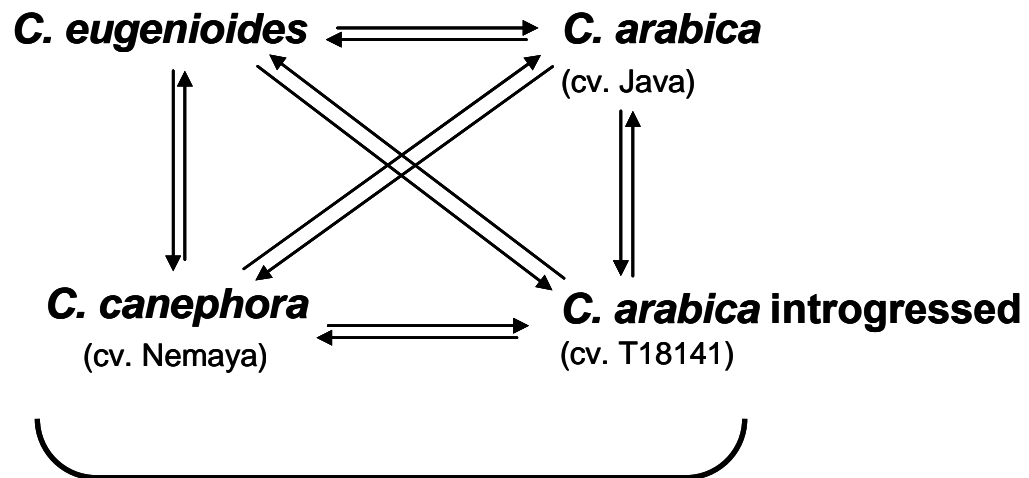 C. eugenioides
C. arabica
(cv. Java)
C. canephora
(cv. Nemaya)
C. arabica introgressed
(cv. T18141)